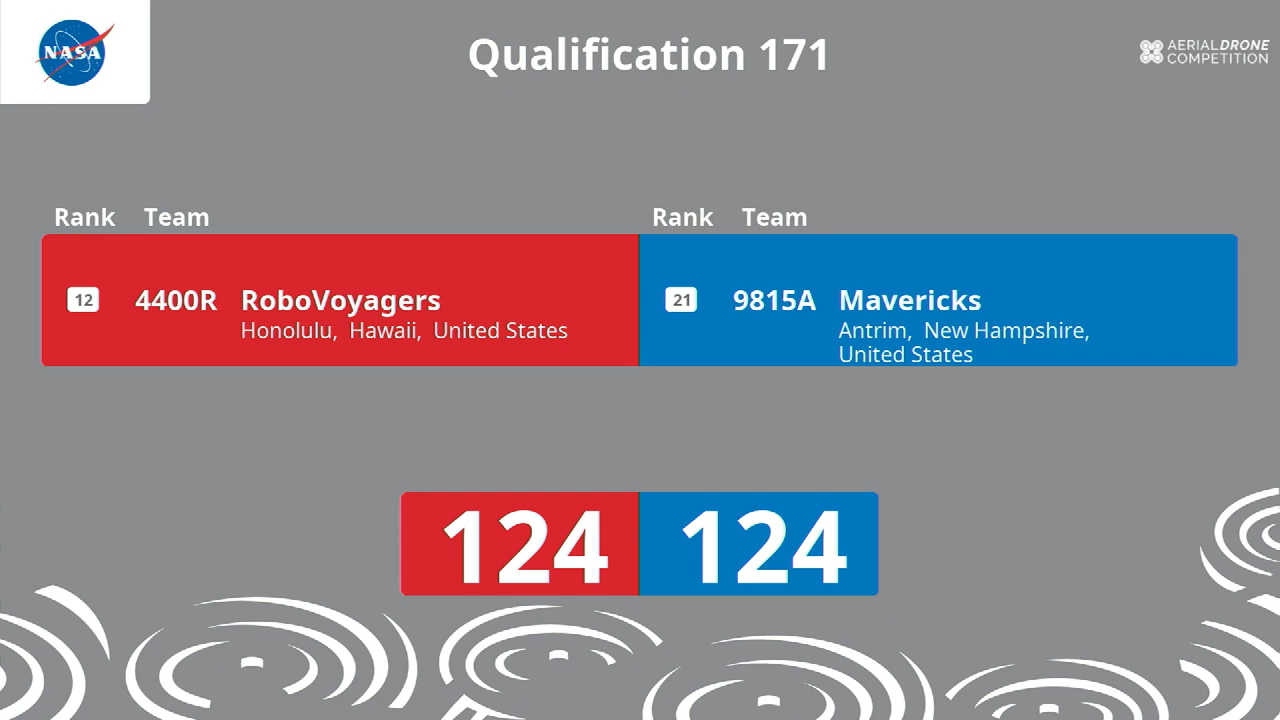 NASA
Qualification 171
AERIALDRONE
COMPETITION
Rank Team
Rank Team
12 4400R RoboVoyagers
Honolulu, Hawaii, United States
21 9815A Mavericks
Antrim, New Hampshire,
United States
124 124